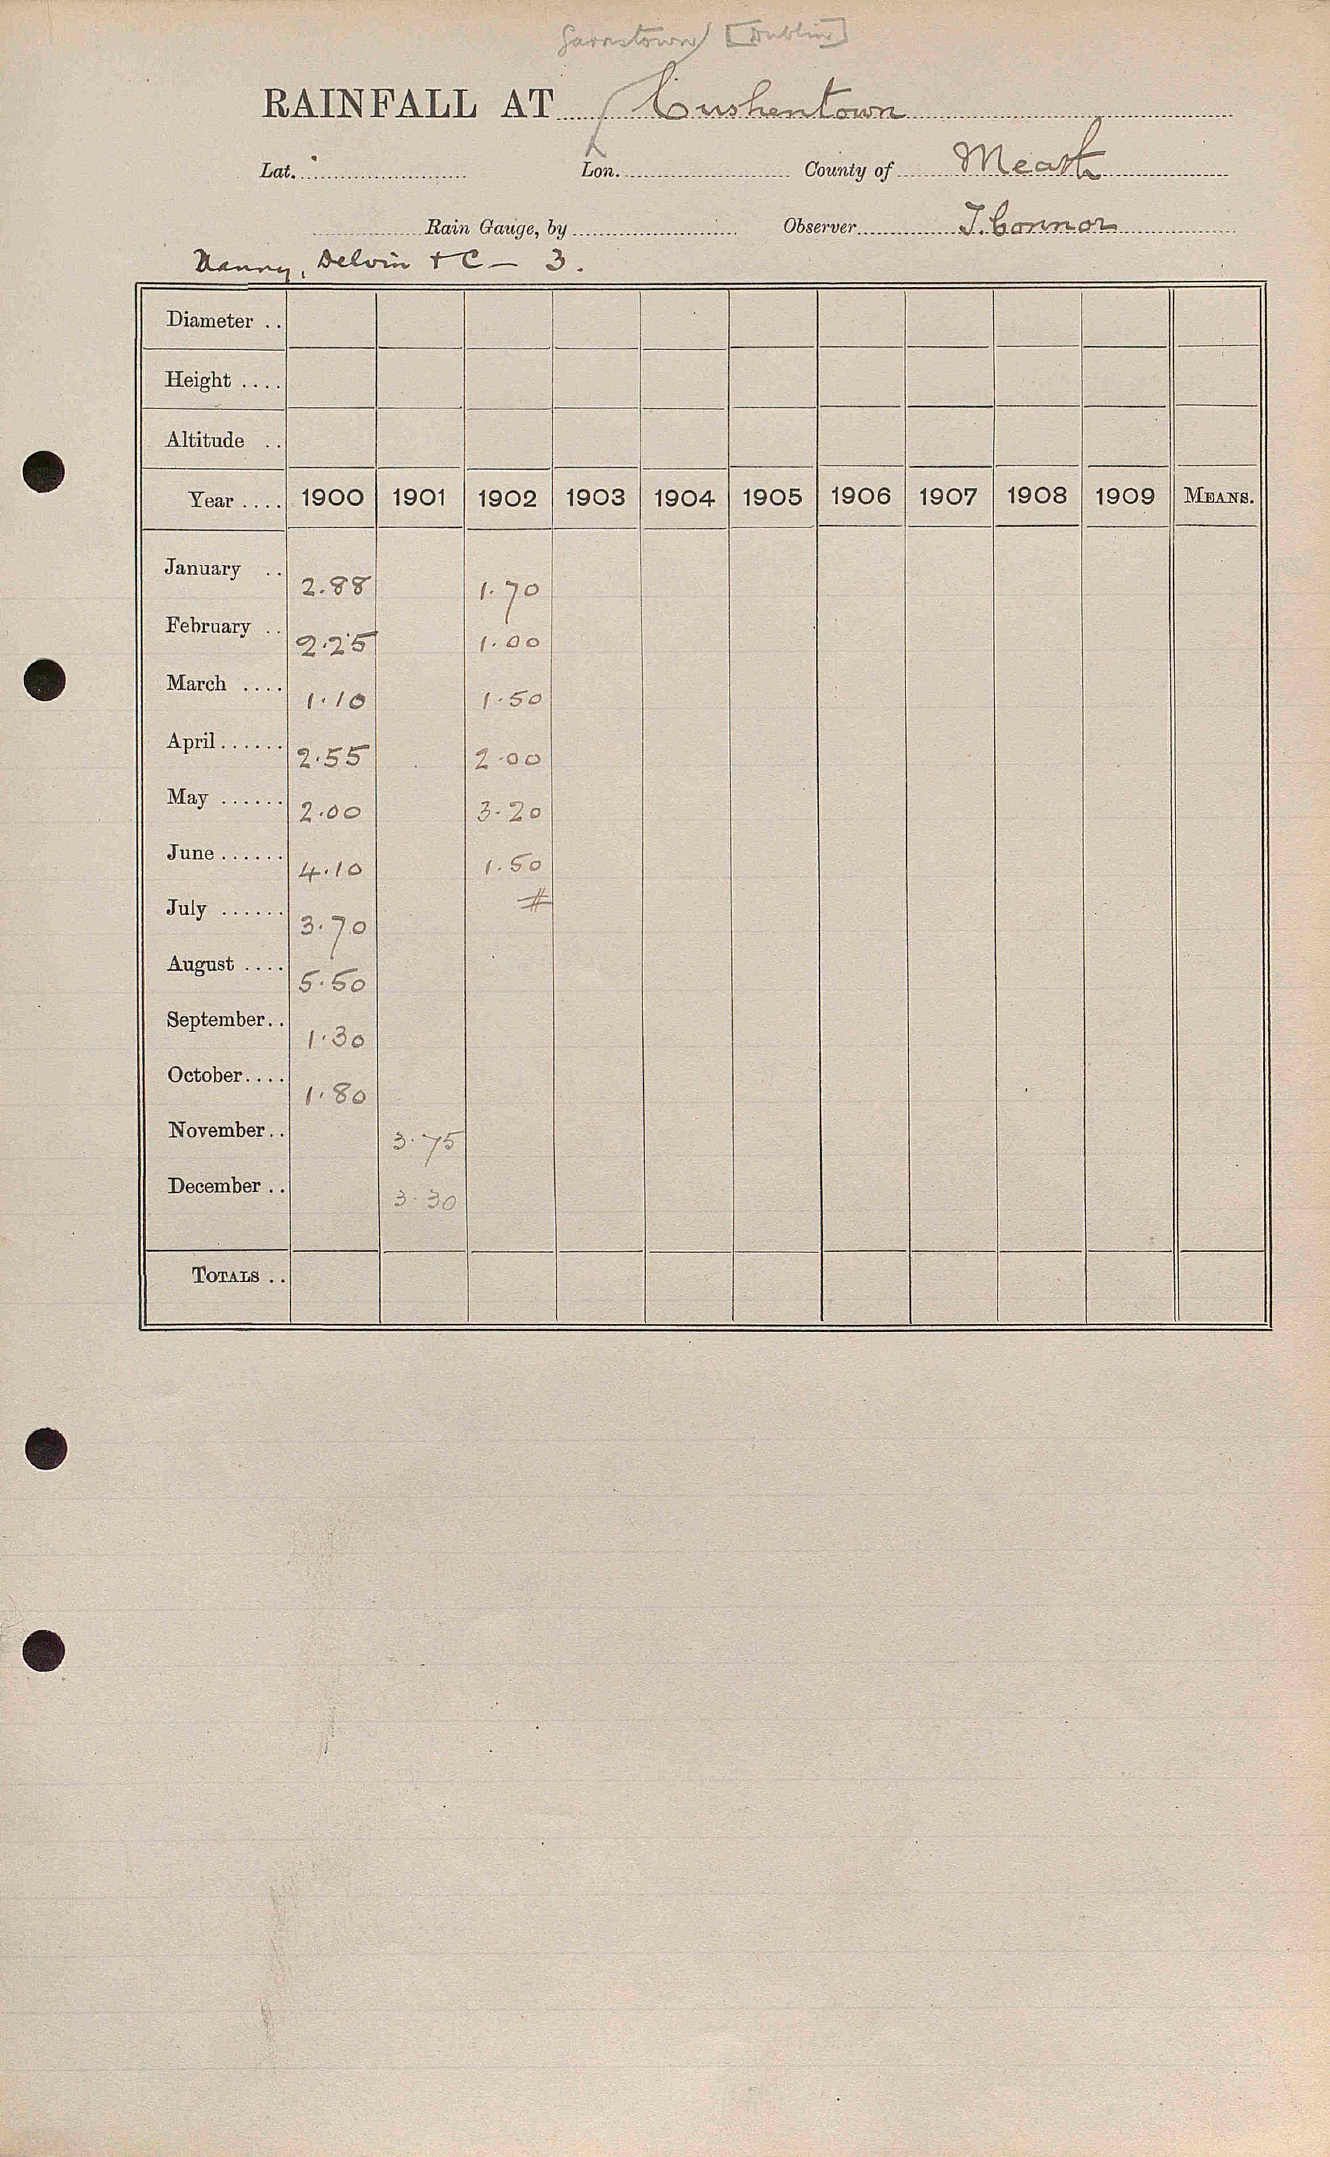 Garristown [Dublin]
RAINFALL AT Cushentown
Lat. Lon. County of Meath
Rain Gauge, by Observer J. Connor
Nanny, Delvin + C — 3.
Diameter ..
Height ....
Altitude ..
Year .... 1900 1901 1902 1903 1904 1905 1906 1907 1908 1909 MEANS.
January .. 2.88 1.70
February .. 2.25 1.00
March .... 1.10 1.50
April ...... 2.55 2.00
May ...... 2.00 3.20
June ...... 4.10 1.50
July ...... 3.70 #
August .... 5.50
September.. 1.30
October.... 1.80
November.. 3.75
December .. 3.30
TOTALS ..